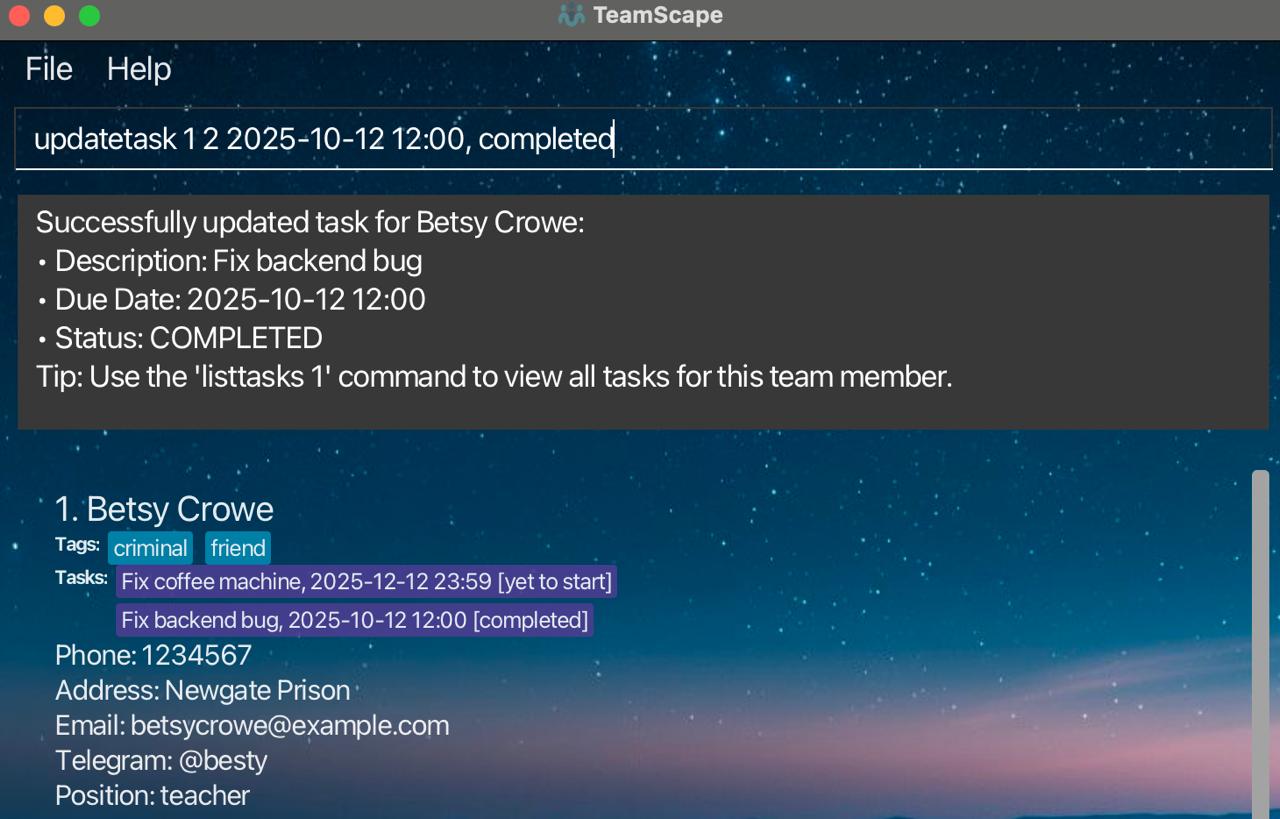 TeamScape
File Help
updatetask 1 2 2025-10-12 12:00, completed
Successfully updated task for Betsy Crowe:
• Description: Fix backend bug
• Due Date: 2025-10-12 12:00
• Status: COMPLETED
Tip: Use the 'listtasks 1' command to view all tasks for this team member.
1. Betsy Crowe
Tags: criminal friend
Tasks: Fix coffee machine, 2025-12-12 23:59 [yet to start]
Fix backend bug, 2025-10-12 12:00 [completed]
Phone: 1234567
Address: Newgate Prison
Email: betsycrowe@example.com
Telegram: @besty
Position: teacher